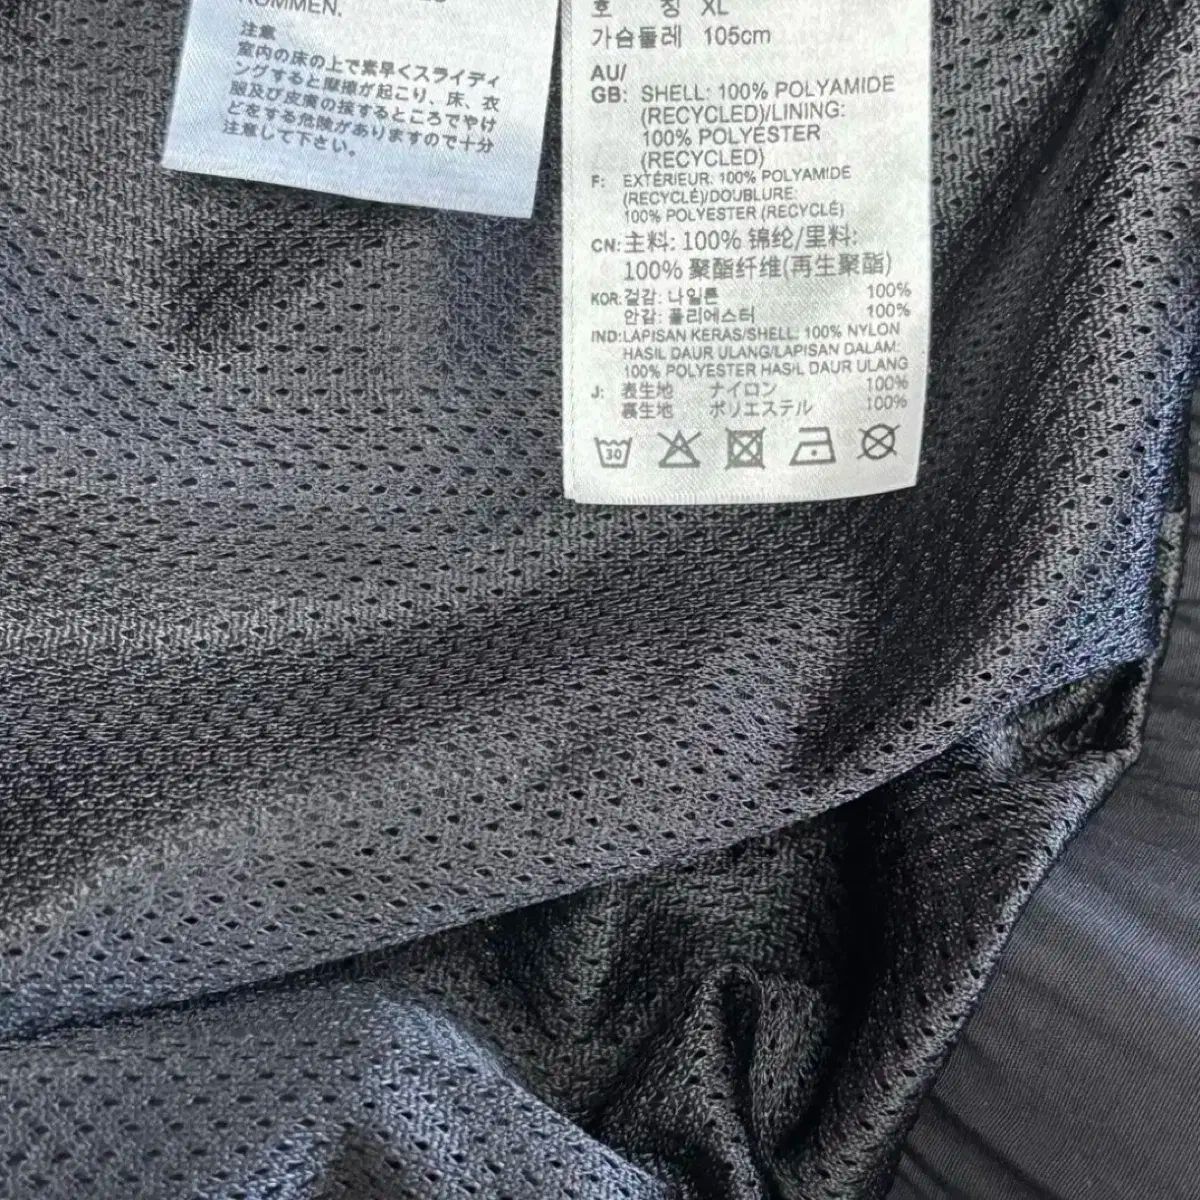 ROMMEN.
注意
室内の床の上で素早くスライディ
ングすると摩擦が起こり、床、衣
服及び皮膚の接するところでやけ
どをする危険がありますので十分
注意して下さい。
호 칭 XL
가슴둘레 105cm
AU/
GB: SHELL: 100% POLYAMIDE
(RECYCLED)/LINING:
100% POLYESTER
(RECYCLED)
F: EXTÉRIEUR: 100% POLYAMIDE
(RECYCLÉ)/DOUBLURE:
100% POLYESTER (RECYCLÉ)
CN: 主料: 100% 锦纶/里料:
100% 聚酯纤维(再生聚酯)
KOR: 겉감: 나일론 100%
안감: 폴리에스터 100%
IND: LAPISAN KERAS/SHELL: 100% NYLON
HASIL DAUR ULANG/LAPISAN DALAM:
100% POLYESTER HASIL DAUR ULANG
J: 表生地 ナイロン 100%
裏生地 ポリエステル 100%
30